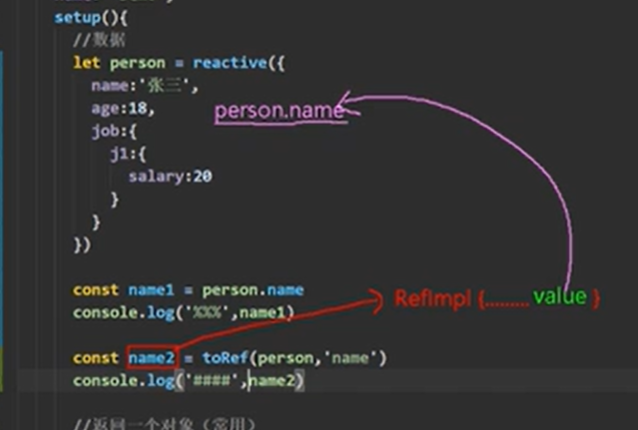 setup(){
//数据
let person = reactive({
name:'张三',
age:18,
person.name
job:{
j1:{
salary:20
}
}
})
const name1 = person.name
RefImpl {........ value }
console.log('%%%',name1)
const name2 = toRef(person,'name')
console.log('####',name2)
//返回一个对象（常用）